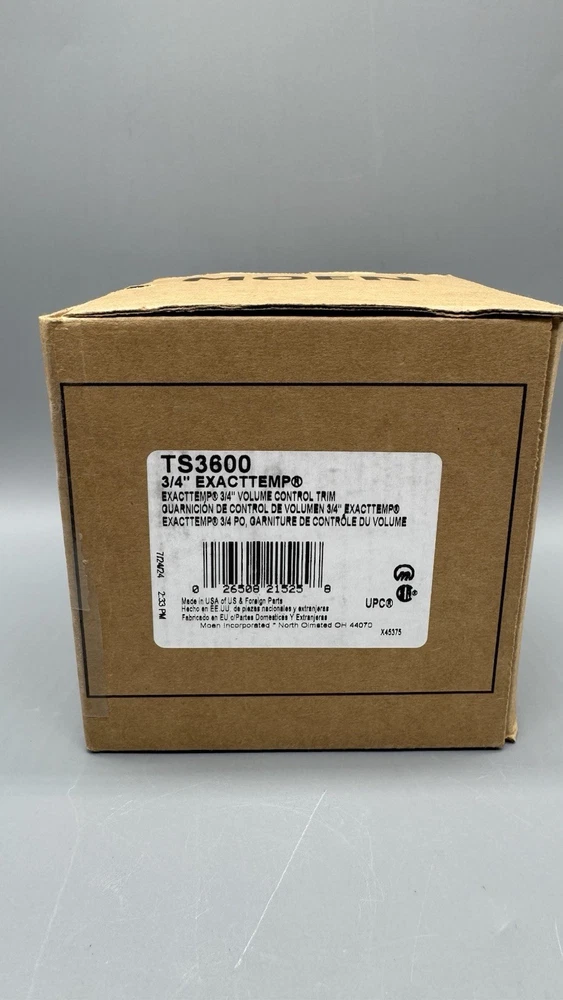 MOEN
TS3600
3/4" EXACTTEMP®
EXACTTEMP® 3/4" VOLUME CONTROL TRIM
GUARNICIÓN DE CONTROL DE VOLUMEN 3/4" EXACTTEMP®
EXACTTEMP® 3/4 PO, GARNITURE DE CONTRÔLE DU VOLUME
7/24/24 2:33 PM
0 26508 21525 8
UPC®
Made in USA of US & Foreign Parts
Hecho en EE UU. de piezas nacionales y extranjeras
Fabricado en EU c/Partes Domesticas Y Extranjeras
Moen Incorporated * North Olmsted OH 44070
X45375